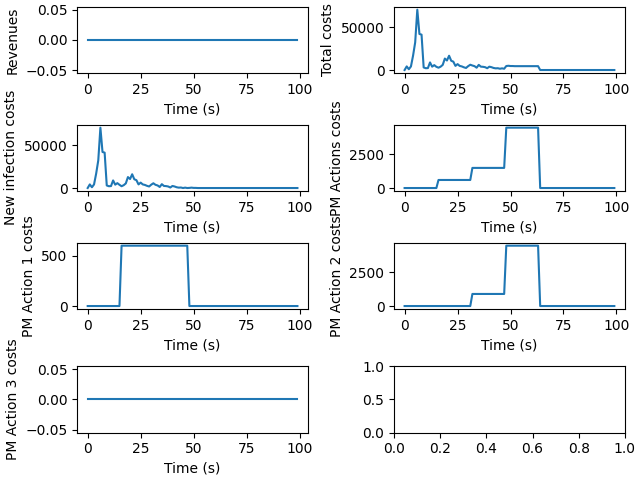 Revenues
0.05
0.00
−0.05
0 25 50 75 100
Time (s)
Total costs
50000
0
0 25 50 75 100
Time (s)
New infection costs
50000
0
0 25 50 75 100
Time (s)
PM Actions costs
2500
0
0 25 50 75 100
Time (s)
PM Action 1 costs
500
0
0 25 50 75 100
Time (s)
PM Action 2 costs
2500
0
0 25 50 75 100
Time (s)
PM Action 3 costs
0.05
0.00
−0.05
0 25 50 75 100
Time (s)
1.0
0.5
0.0
0.0 0.2 0.4 0.6 0.8 1.0